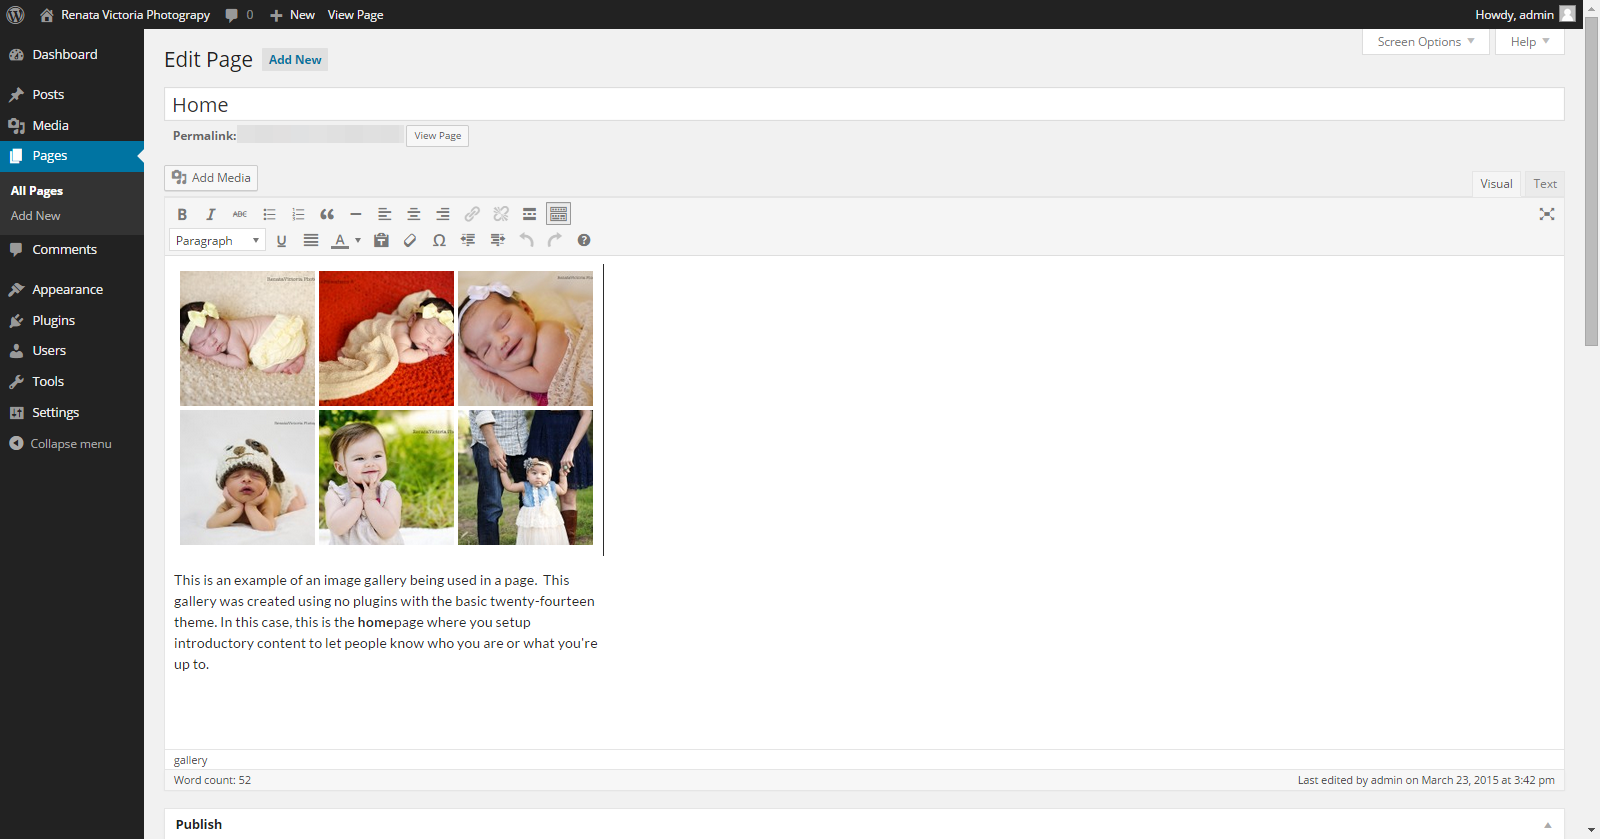 Renata Victoria Photograpy 0 New View Page Howdy, admin
Screen Options Help
Dashboard
Posts
Media
Pages
All Pages
Add New
Comments
Appearance
Plugins
Users
Tools
Settings
Collapse menu
Edit Page Add New
Home
Permalink: View Page
Add Media
Visual Text
B I ABC
Paragraph U A Ω
This is an example of an image gallery being used in a page. This
gallery was created using no plugins with the basic twenty-fourteen
theme. In this case, this is the homepage where you setup
introductory content to let people know who you are or what you're
up to.
gallery
Word count: 52 Last edited by admin on March 23, 2015 at 3:42 pm
Publish